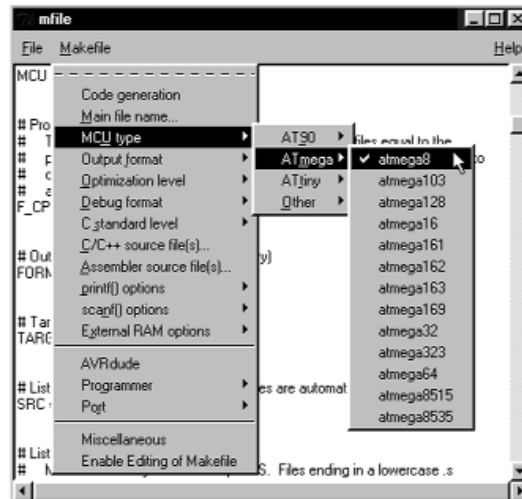 mfile
File Makefile Help
MCU
Code generation
Main file name...
MCU type
Output format
Optimization level
Debug format
C standard level
C/C++ source file(s)...
Assembler source file(s)...
printf() options
scanf() options
External RAM options
AVRdude
Programmer
Port
Miscellaneous
Enable Editing of Makefile
AT90
ATmega
ATtiny
Other
atmega8
atmega103
atmega128
atmega16
atmega161
atmega162
atmega163
atmega169
atmega32
atmega323
atmega64
atmega8515
atmega8535
# Pro
# T files equal to the
# p to
# c
# a
F_CP
# Out y)
FORM
# Tar
TARG
# List es are automat
SRC
# List
# S. Files ending in a lowercase .s